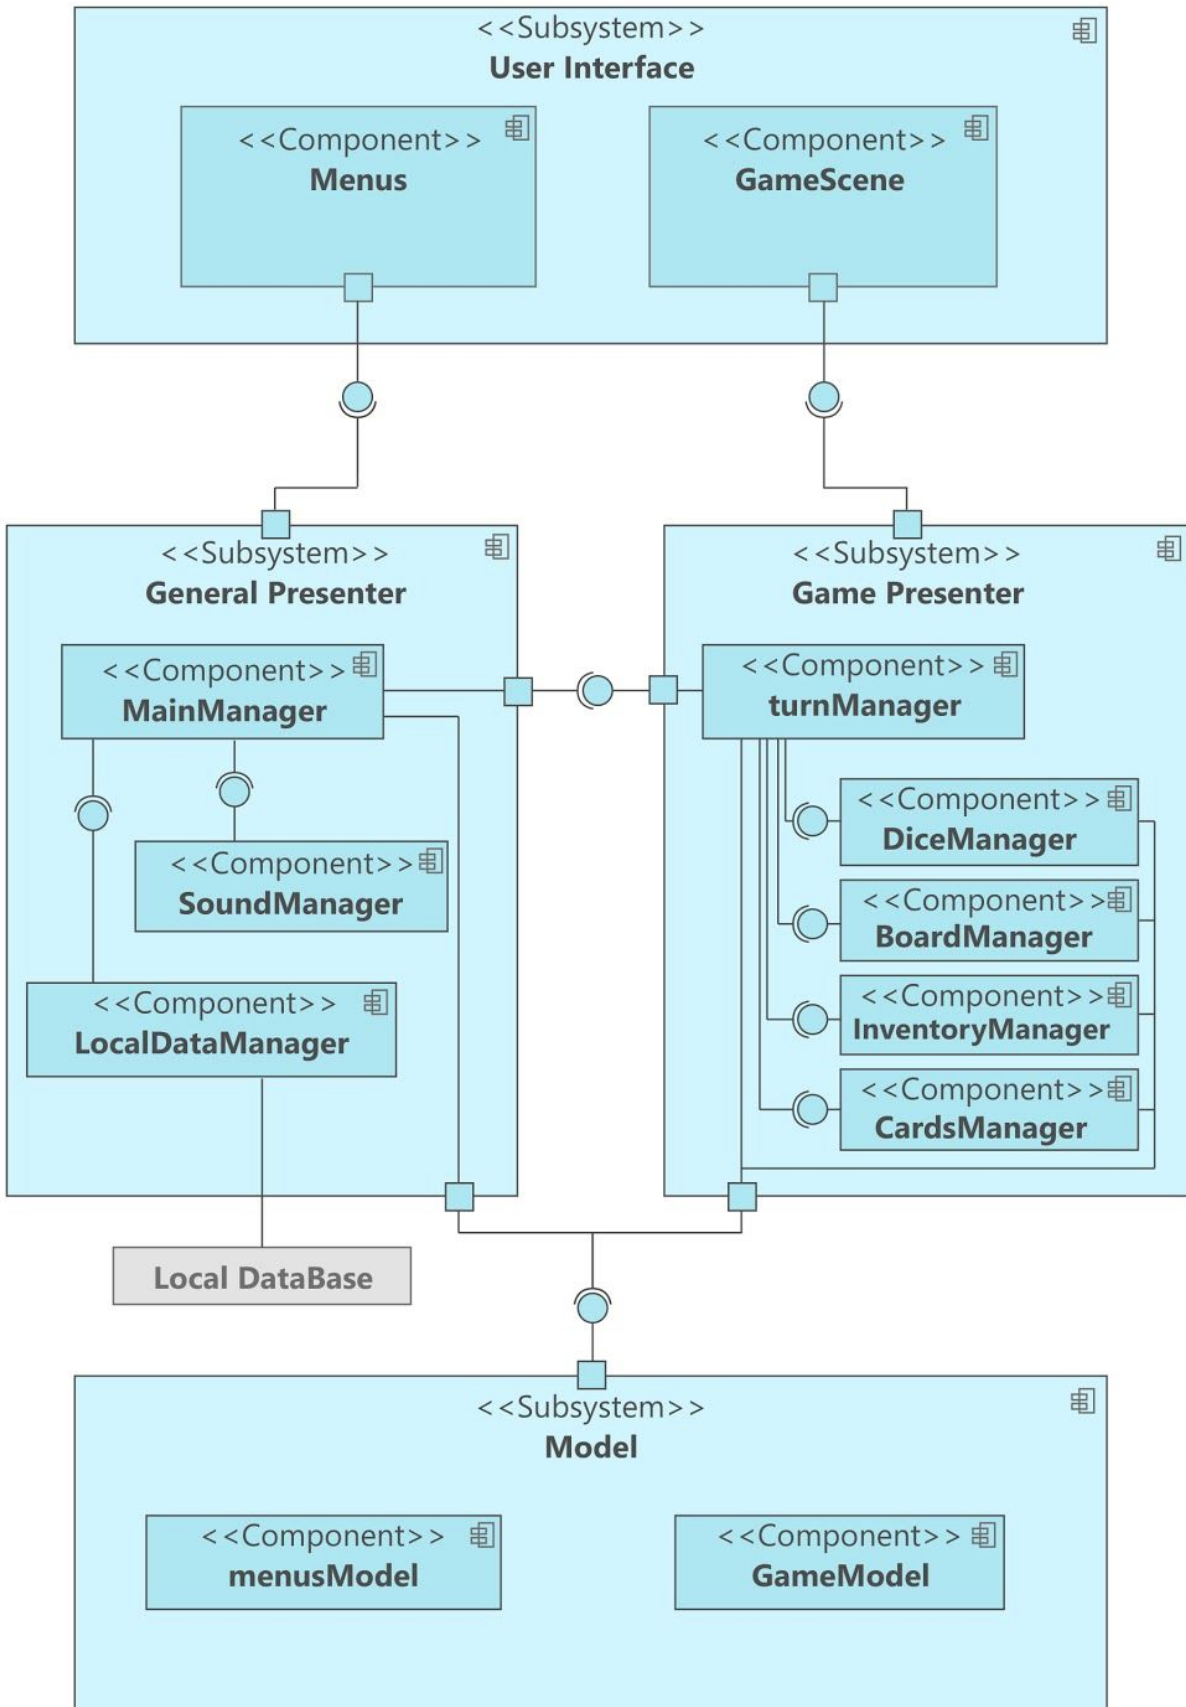 <<Subsystem>>
User Interface
<<Component>>
Menus
<<Component>>
GameScene
<<Subsystem>>
General Presenter
<<Component>>
MainManager
<<Component>>
SoundManager
<<Component>>
LocalDataManager
Local DataBase
<<Subsystem>>
Game Presenter
<<Component>>
turnManager
<<Component>>
DiceManager
<<Component>>
BoardManager
<<Component>>
InventoryManager
<<Component>>
CardsManager
<<Subsystem>>
Model
<<Component>>
menusModel
<<Component>>
GameModel